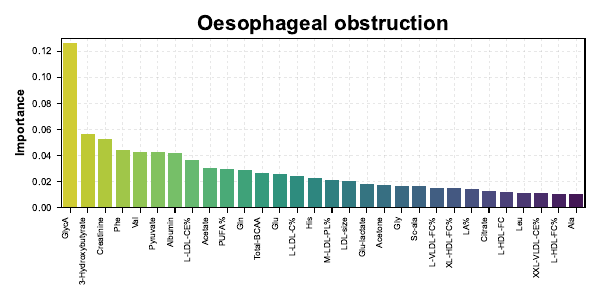 Oesophageal obstruction
Importance
0.12
0.10
0.08
0.06
0.04
0.02
0.00
GlycA
3-Hydroxybutyrate
Creatinine
Phe
Val
Pyruvate
Albumin
L-LDL-CE%
Acetate
PUFA%
Gln
Total-BCAA
Glu
L-LDL-C%
His
M-LDL-PL%
LDL-size
Glu-lactate
Acetone
Gly
Sc-ala
L-VLDL-FC%
XL-HDL-FC%
LA%
Citrate
L-HDL-FC
Leu
XXL-VLDL-CE%
L-HDL-FC%
Ala